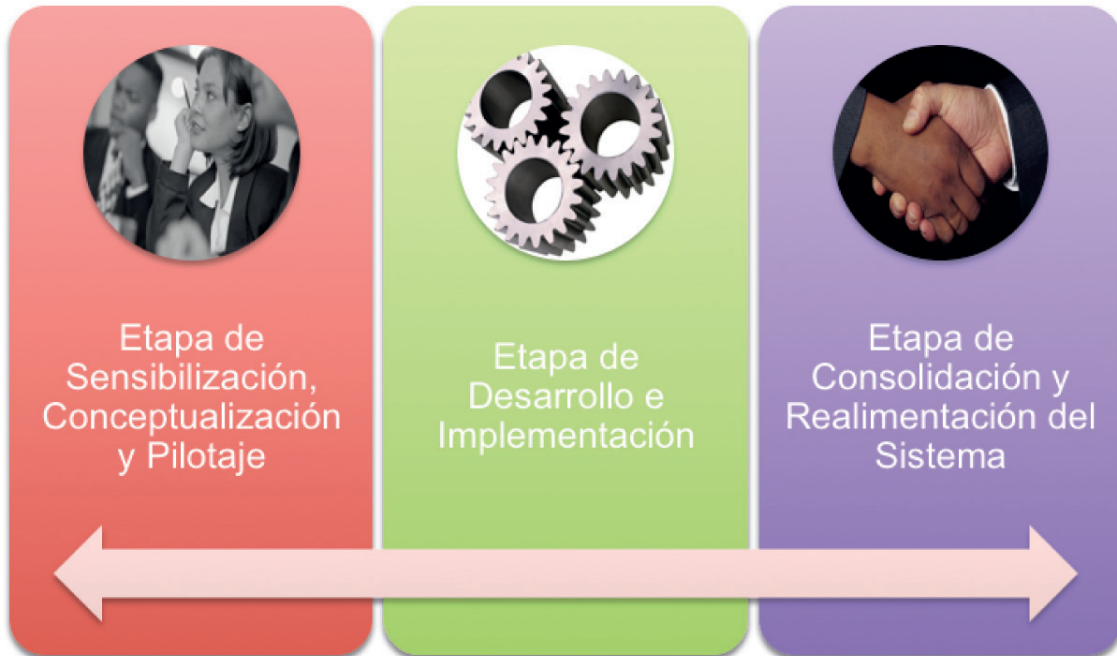 Etapa de
Sensibilización,
Conceptualización
y Pilotaje
Etapa de
Desarrollo e
Implementación
Etapa de
Consolidación y
Realimentación del
Sistema